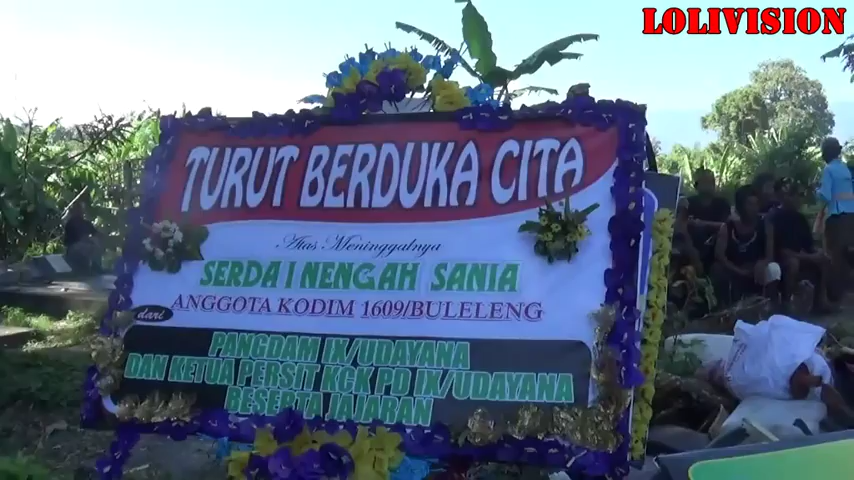 LOLIVISION
TURUT BERDUKA CITA
Atas Meninggalnya
SERDA I NENGAH SANIA
ANGGOTA KODIM 1609/BULELENG
dari
PANGDAM IX/UDAYANA
DAN KETUA PERSIT KCK PD IX/UDAYANA
BESERTA JAJARAN